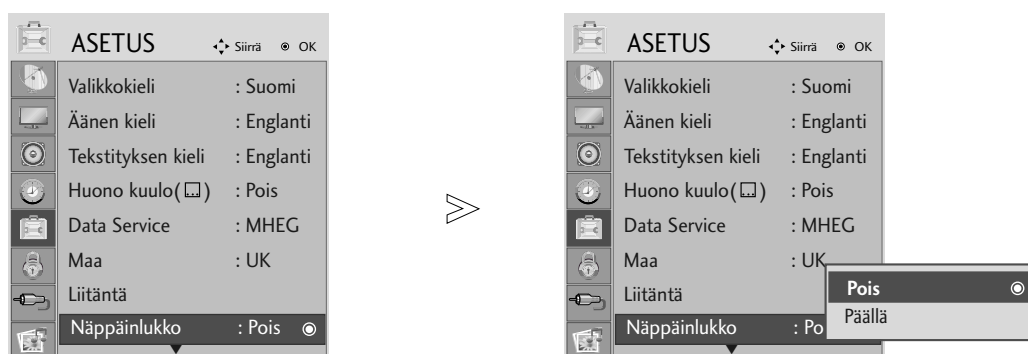 ASETUS Siirrä OK
Valikkokieli : Suomi
Äänen kieli : Englanti
Tekstityksen kieli : Englanti
Huono kuulo( ) : Pois
Data Service : MHEG
Maa : UK
Liitäntä
Näppäinlukko : Pois
ASETUS Siirrä OK
Valikkokieli : Suomi
Äänen kieli : Englanti
Tekstityksen kieli : Englanti
Huono kuulo( ) : Pois
Data Service : MHEG
Maa : UK
Liitäntä
Näppäinlukko : Po
Pois
Päällä